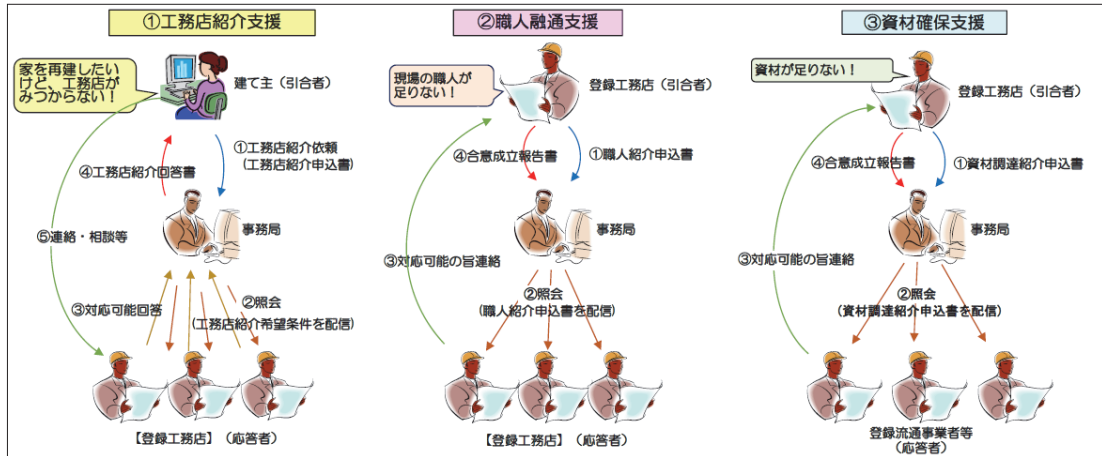 ①工務店紹介支援
家を再建したい
けど、工務店が
みつからない！
建て主（引合者）
①工務店紹介依頼
(工務店紹介申込書)
④工務店紹介回答書
事務局
⑤連絡・相談等
③対応可能回答
②照会
(工務店紹介希望条件を配信)
【登録工務店】（応答者）
②職人融通支援
現場の職人が
足りない！
登録工務店（引合者）
④合意成立報告書
①職人紹介申込書
事務局
③対応可能の旨連絡
②照会
(職人紹介申込書を配信)
【登録工務店】（応答者）
③資材確保支援
資材が足りない！
登録工務店（引合者）
④合意成立報告書
①資材調達紹介申込書
事務局
③対応可能の旨連絡
②照会
(資材調達紹介申込書を配信)
登録流通事業者等
（応答者）